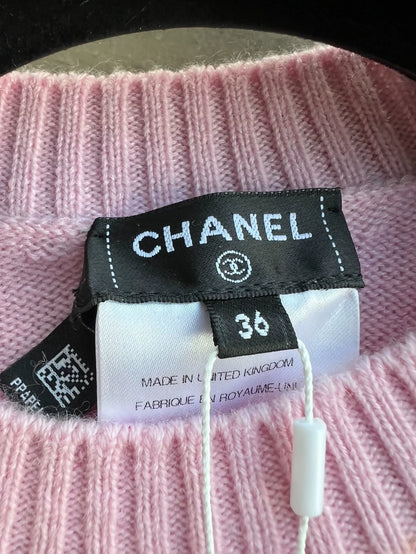 CHANEL
36
MADE IN UNITED KINGDOM
FABRIQUE EN ROYAUME-UNI